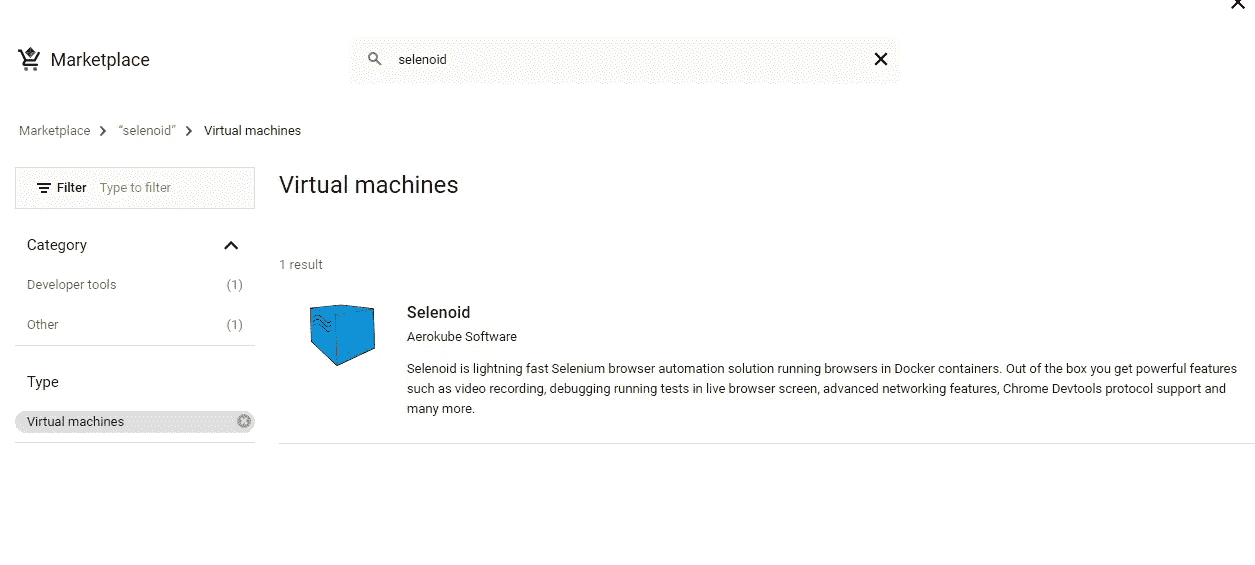 Marketplace
selenoid
Marketplace "selenoid" Virtual machines
Filter Type to filter
Category
Developer tools (1)
Other (1)
Type
Virtual machines
Virtual machines
1 result
Selenoid
Aerokube Software
Selenoid is lightning fast Selenium browser automation solution running browsers in Docker containers. Out of the box you get powerful features
such as video recording, debugging running tests in live browser screen, advanced networking features, Chrome Devtools protocol support and
many more.